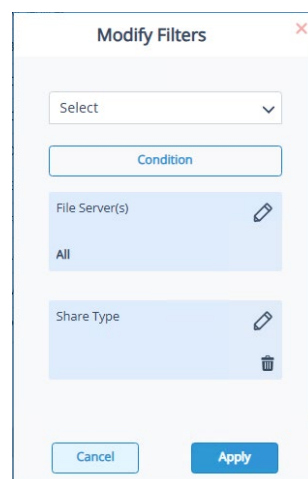 Modify Filters
Select
Condition
File Server(s)
All
Share Type
Cancel
Apply